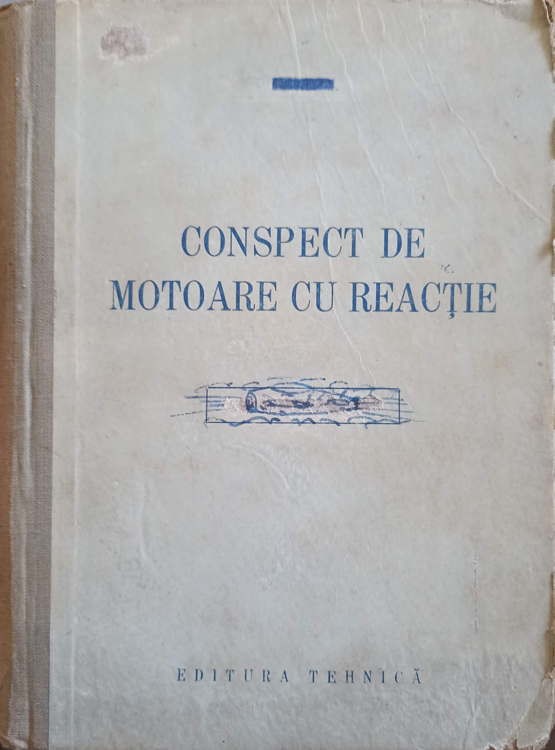 CONSPECT DE
MOTOARE CU REACȚIE
EDITURA TEHNICĂ